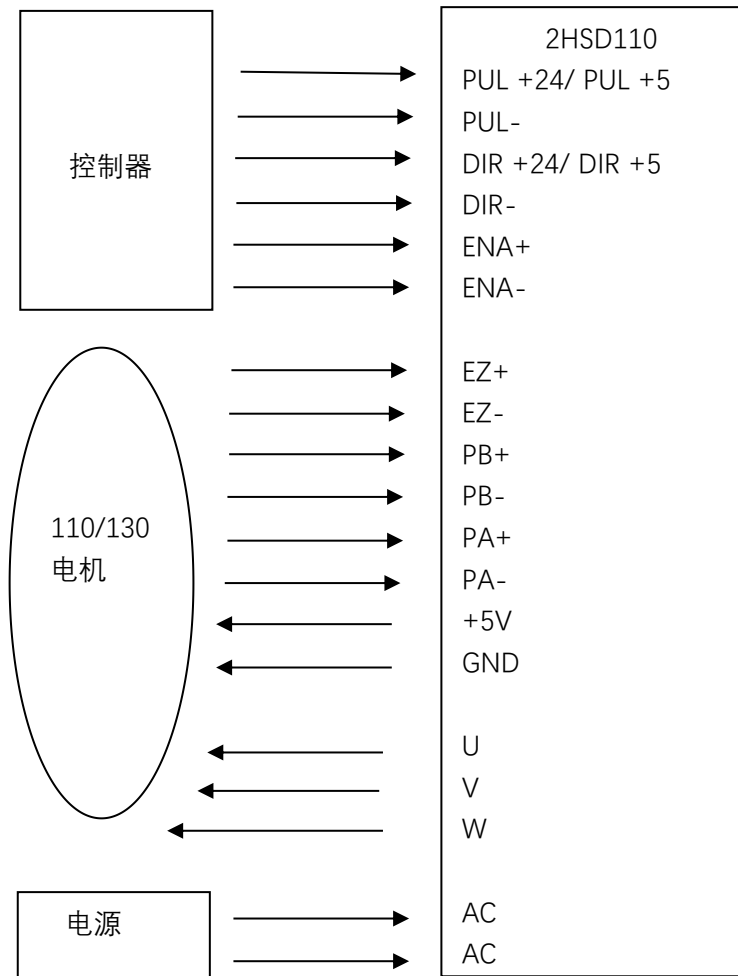 2HSD110
PUL +24/ PUL +5
PUL-
DIR +24/ DIR +5
DIR-
ENA+
ENA-
控制器
EZ+
EZ-
PB+
PB-
PA+
PA-
+5V
GND
110/130
电机
U
V
W
电源
AC
AC